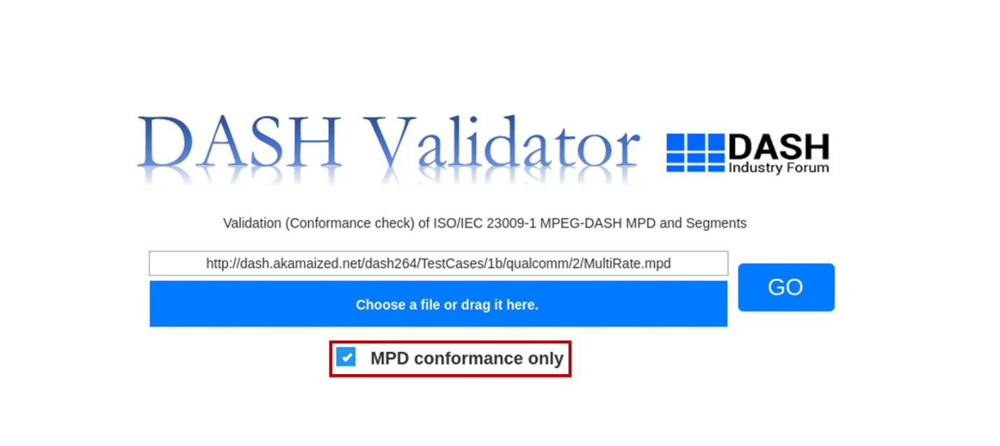 DASH Validator
DASH
Industry Forum
Validation (Conformance check) of ISO/IEC 23009-1 MPEG-DASH MPD and Segments
http://dash.akamaized.net/dash264/TestCases/1b/qualcomm/2/MultiRate.mpd
GO
Choose a file or drag it here.
MPD conformance only